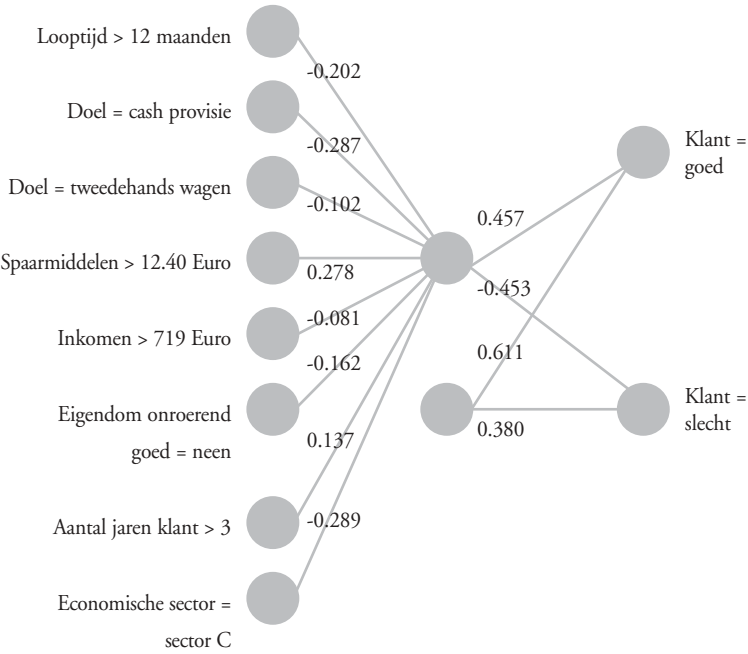 Looptijd > 12 maanden
-0.202
Doel = cash provisie
-0.287
Doel = tweedehands wagen
-0.102
Spaarmiddelen > 12.40 Euro
0.278
Inkomen > 719 Euro
-0.081
-0.162
Eigendom onroerend
goed = neen
0.137
Aantal jaren klant > 3
-0.289
Economische sector =
sector C
0.457
-0.453
0.611
0.380
Klant =
goed
Klant =
slecht